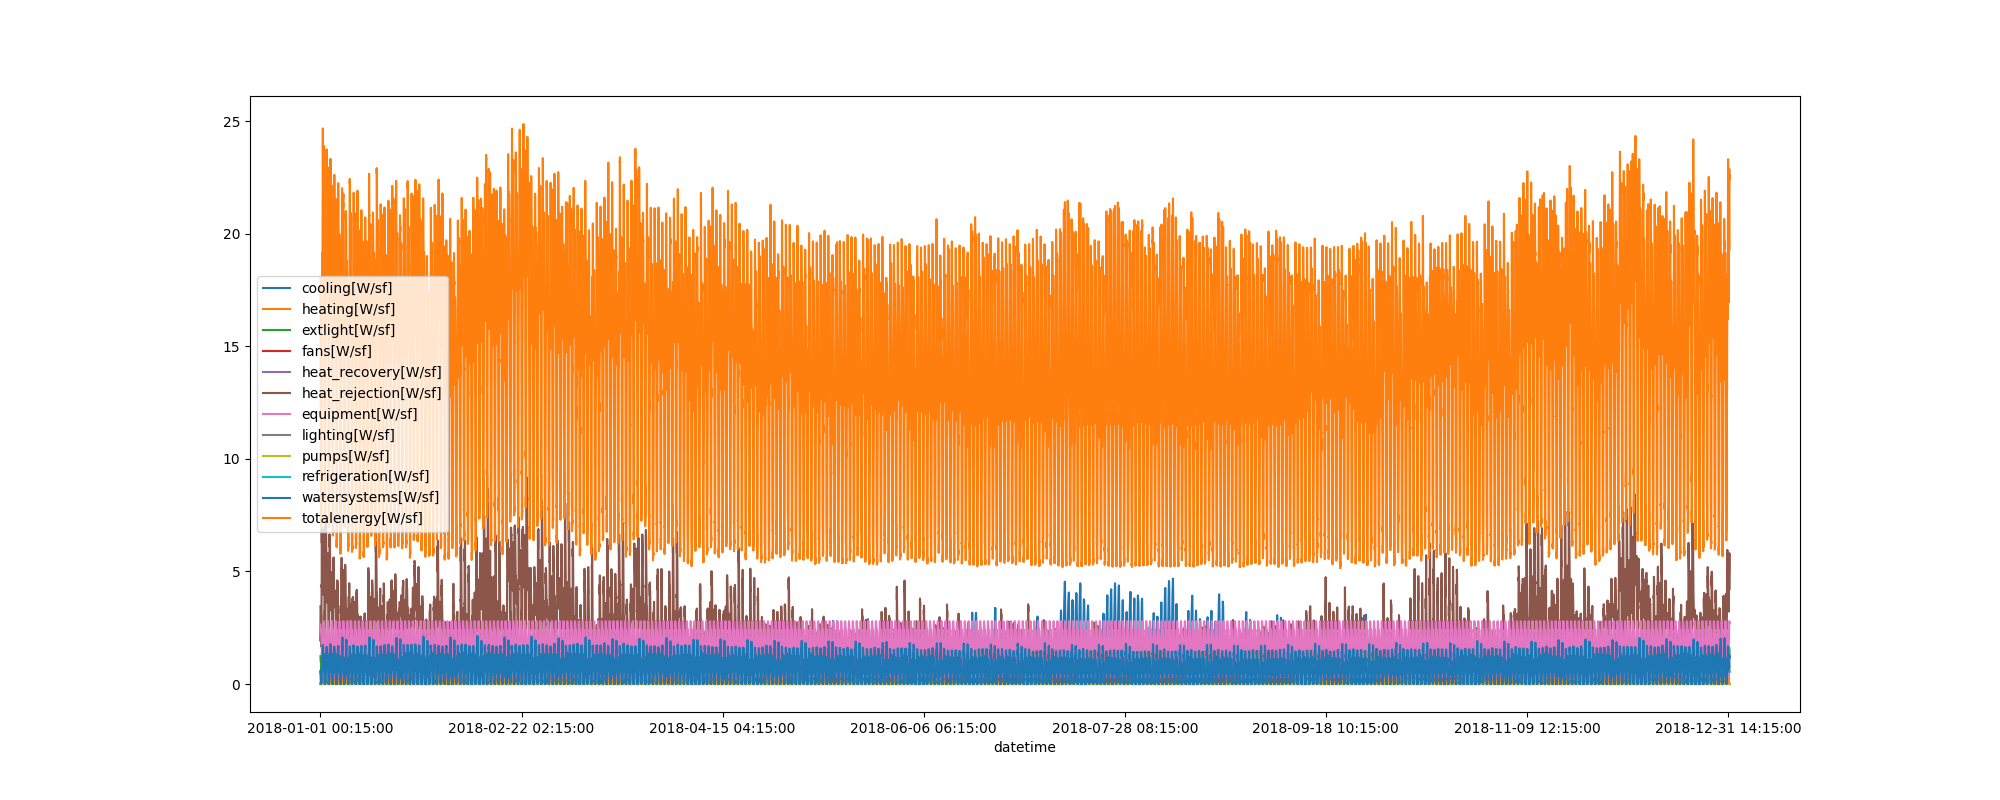 25
20
15
10
5
0
cooling[W/sf]
heating[W/sf]
extlight[W/sf]
fans[W/sf]
heat_recovery[W/sf]
heat_rejection[W/sf]
equipment[W/sf]
lighting[W/sf]
pumps[W/sf]
refrigeration[W/sf]
watersystems[W/sf]
totalenergy[W/sf]
2018-01-01 00:15:00 2018-02-22 02:15:00 2018-04-15 04:15:00 2018-06-06 06:15:00 2018-07-28 08:15:00 2018-09-18 10:15:00 2018-11-09 12:15:00 2018-12-31 14:15:00
datetime